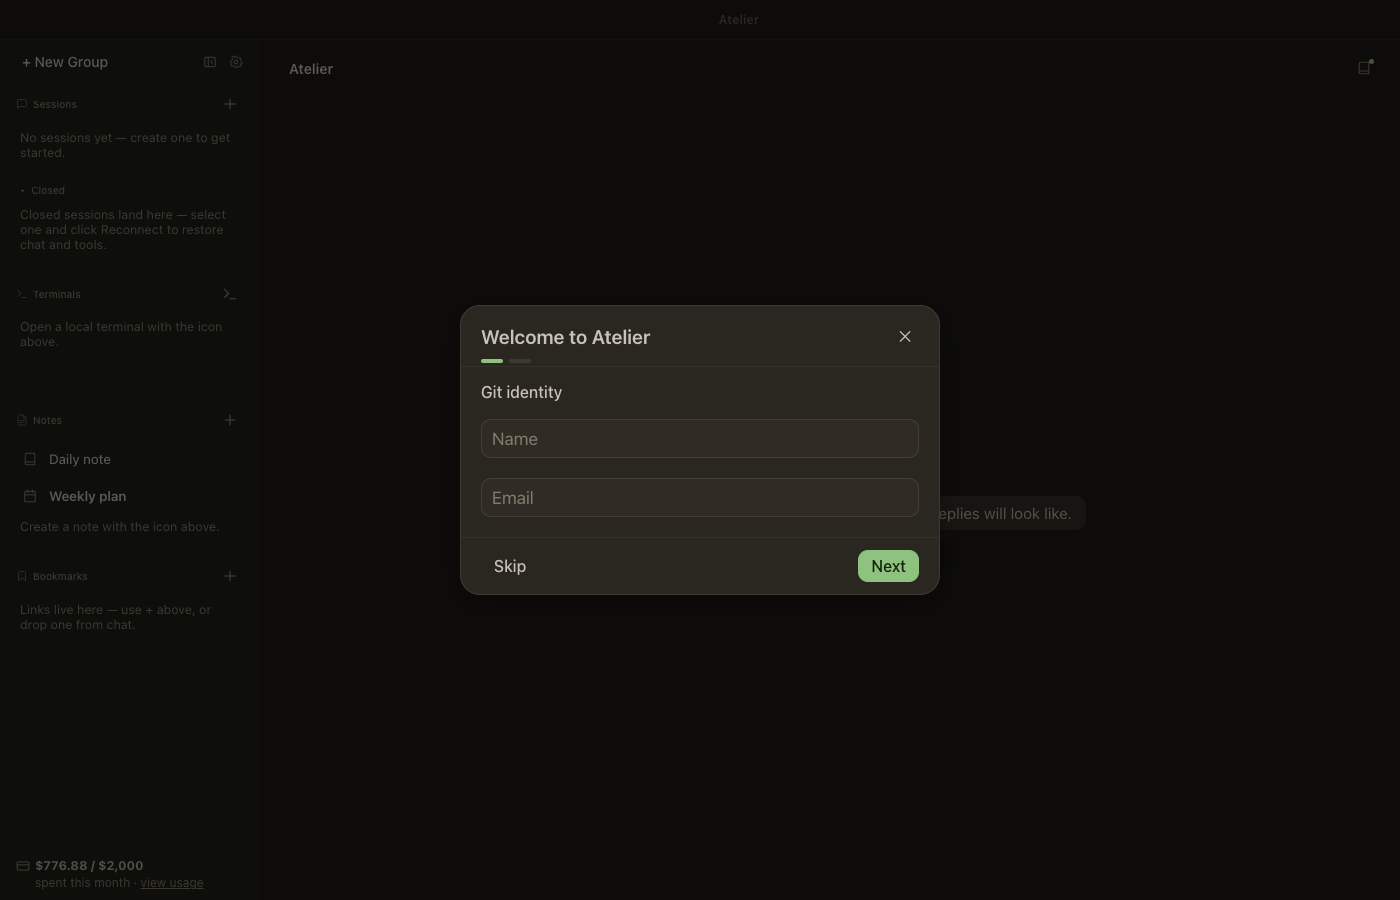 Atelier
+ New Group
Sessions
No sessions yet — create one to get
started.
Closed
Closed sessions land here — select
one and click Reconnect to restore
chat and tools.
Terminals
Open a local terminal with the icon
above.
Notes
Daily note
Weekly plan
Create a note with the icon above.
Bookmarks
Links live here — use + above, or
drop one from chat.
$776.88 / $2,000
spent this month · view usage
Atelier
eplies will look like.
Welcome to Atelier
Git identity
Name
Email
Skip
Next